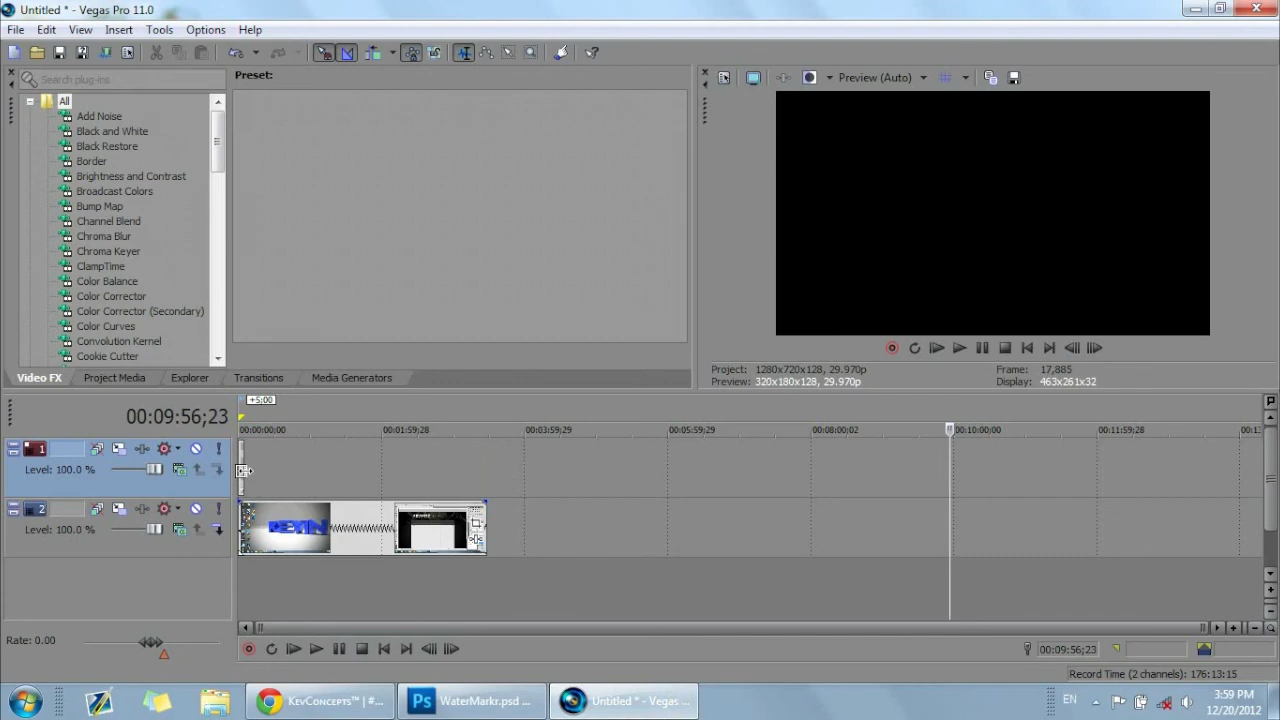 Untitled * - Vegas Pro 11.0
File Edit View Insert Tools Options Help
Search plug-ins
Preset:
Preview (Auto)
All
Add Noise
Black and White
Black Restore
Border
Brightness and Contrast
Broadcast Colors
Bump Map
Channel Blend
Chroma Blur
Chroma Keyer
ClampTime
Color Balance
Color Corrector
Color Corrector (Secondary)
Color Curves
Convolution Kernel
Cookie Cutter
Video FX Project Media Explorer Transitions Media Generators
Project: 1280x720x128, 29.970p
Frame: 17,885
Preview: 320x180x128, 29.970p
Display: 463x261x32
00:09:56;23
+5;00
00:00:00;00 00:01:59;28 00:03:59;29 00:05:59;29 00:08:00;02 00:10:00;00 00:11:59;28
1
Level: 100.0 %
2
Level: 100.0 %
Rate: 0.00
00:09:56;23
Record Time (2 channels): 176:13:15
KevConcepts™ | #...
Ps WaterMarkr.psd ...
Untitled * - Vegas ...
EN
3:59 PM
12/20/2012